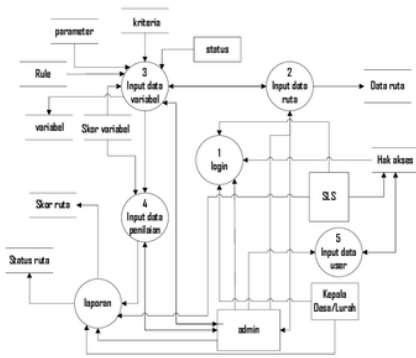 kriteria
parameter
status
3
Input data
variabel
2
Input data
ruta
Rule
Data ruta
variabel
Skor variabel
1
login
Hak akses
Skor ruta
4
Input data
penilaian
SLS
5
Input data
user
Status ruta
laporan
admin
Kepala
Desa/Lurah